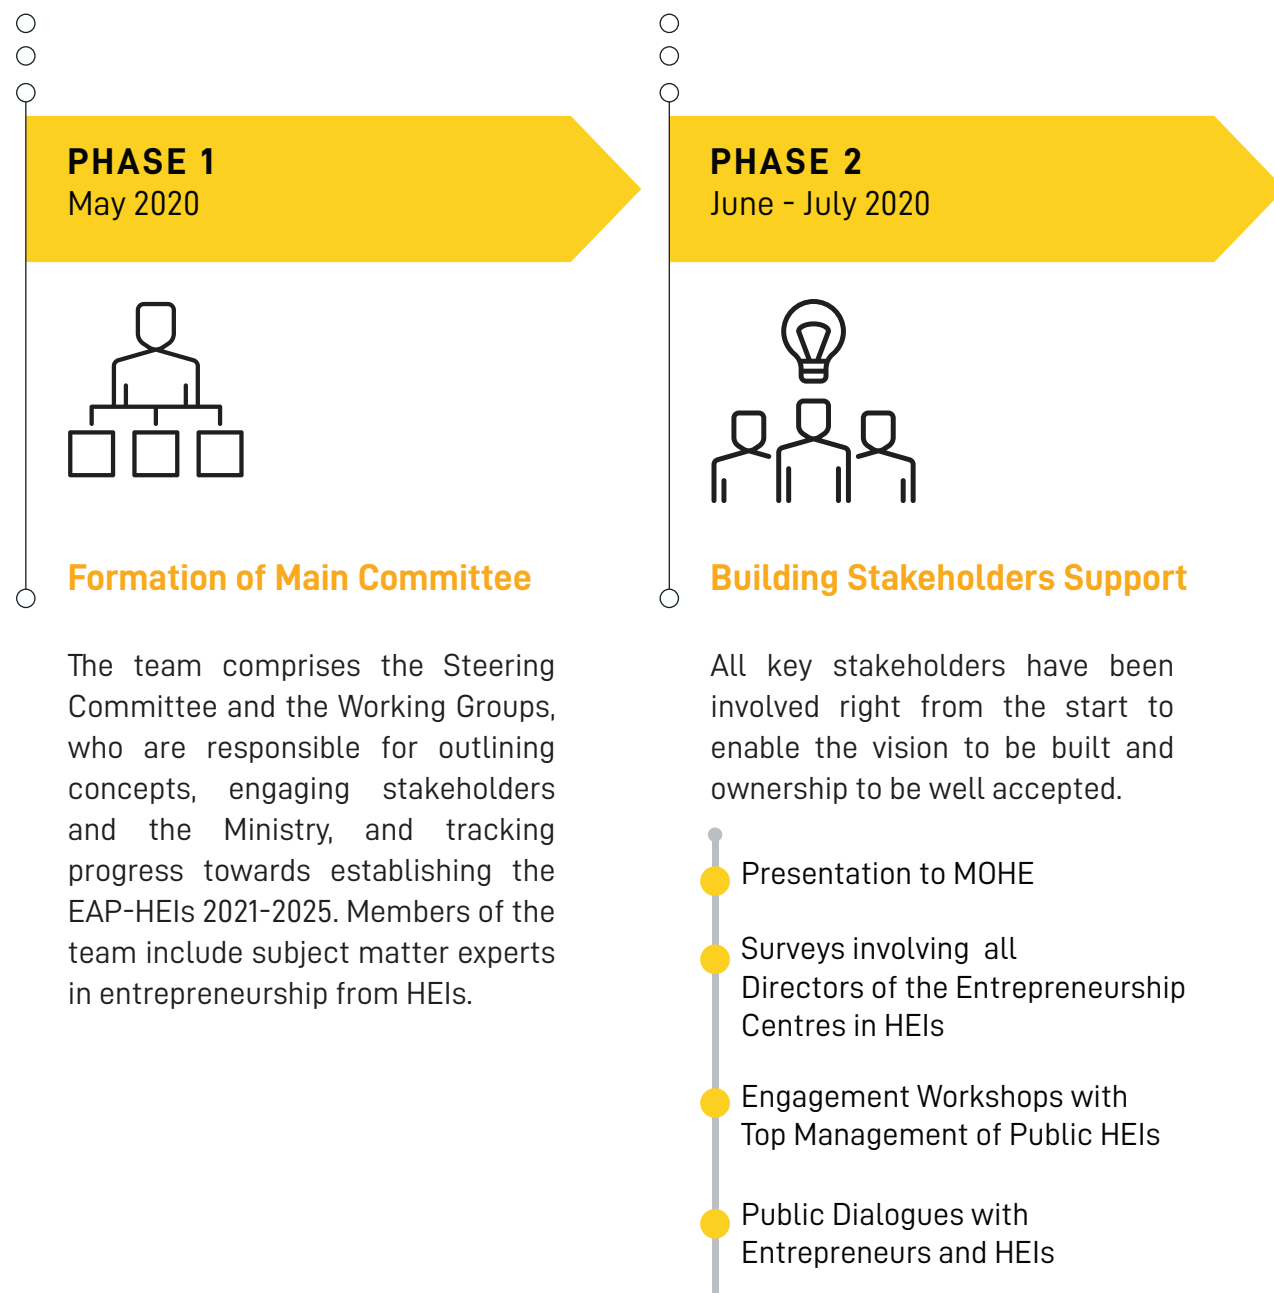 PHASE 1
May 2020
Formation of Main Committee
The team comprises the Steering
Committee and the Working Groups,
who are responsible for outlining
concepts, engaging stakeholders
and the Ministry, and tracking
progress towards establishing the
EAP-HEIs 2021-2025. Members of the
team include subject matter experts
in entrepreneurship from HEIs.
PHASE 2
June - July 2020
Building Stakeholders Support
All key stakeholders have been
involved right from the start to
enable the vision to be built and
ownership to be well accepted.
Presentation to MOHE
Surveys involving all
Directors of the Entrepreneurship
Centres in HEIs
Engagement Workshops with
Top Management of Public HEIs
Public Dialogues with
Entrepreneurs and HEIs